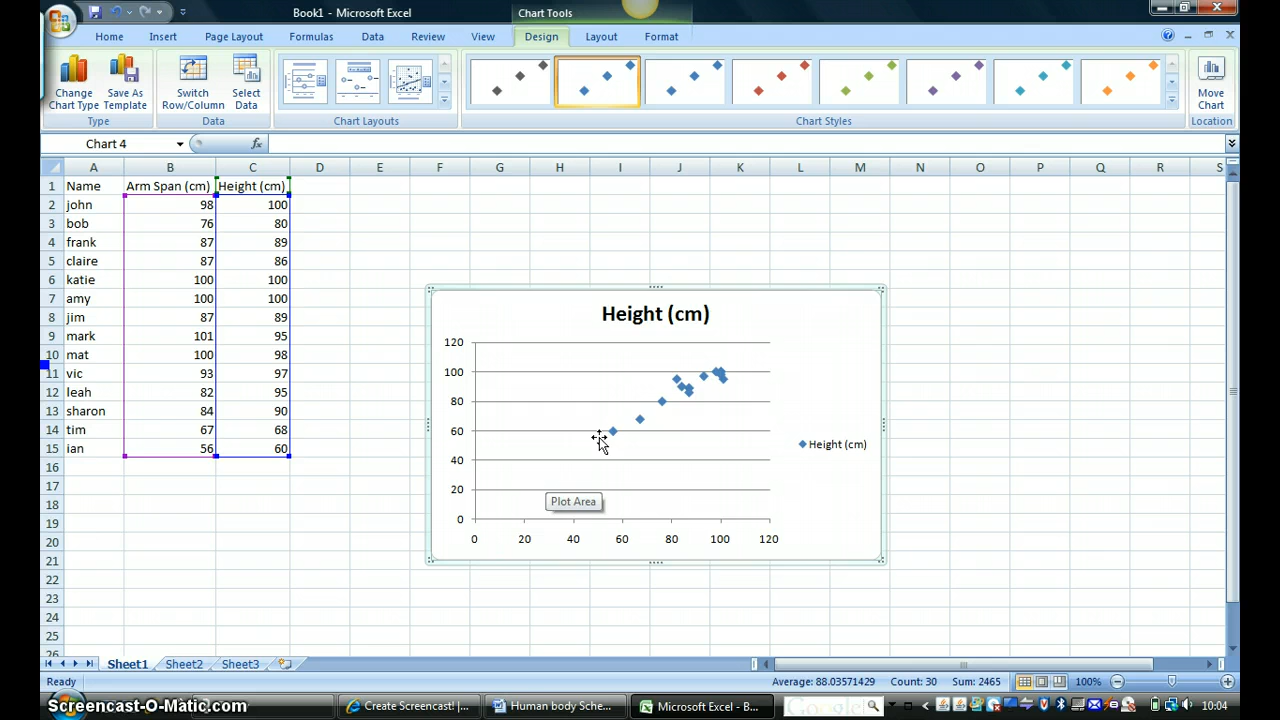 Book1 - Microsoft Excel
Chart Tools
Home Insert Page Layout Formulas Data Review View Design Layout Format
Change Chart Type
Save As Template
Switch Row/Column
Select Data
Type Data Chart Layouts Chart Styles
Move Chart
Location
Chart 4 fx
A B C D E F G H I J K L M N O P Q R S
1 Name Arm Span (cm) Height (cm)
2 john 98 100
3 bob 76 80
4 frank 87 89
5 claire 87 86
6 katie 100 100
7 amy 100 100
8 jim 87 89
9 mark 101 95
10 mat 100 98
11 vic 93 97
12 leah 82 95
13 sharon 84 90
14 tim 67 68
15 ian 56 60
16
17
18
19
20
21
22
23
24
25
26
Height (cm)
120
100
80
60
40
20
0
0 20 40 60 80 100 120
Height (cm)
Plot Area
Sheet1 Sheet2 Sheet3
Ready Average: 88.03571429 Count: 30 Sum: 2465 100%
Screencast-O-Matic.com
Create Screencast! |...
Human body Sche...
Microsoft Excel - B...
Google
10:04